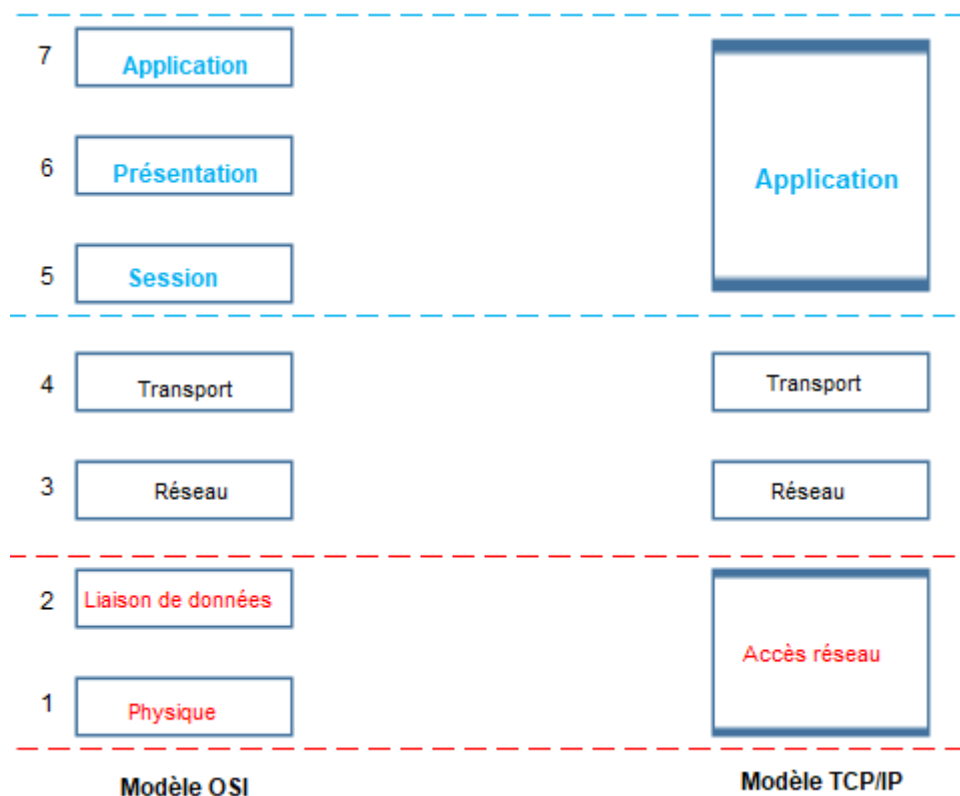 7 Application
6 Présentation
Application
5 Session
4 Transport
Transport
3 Réseau
Réseau
2 Liaison de données
Accès réseau
1 Physique
Modèle OSI
Modèle TCP/IP